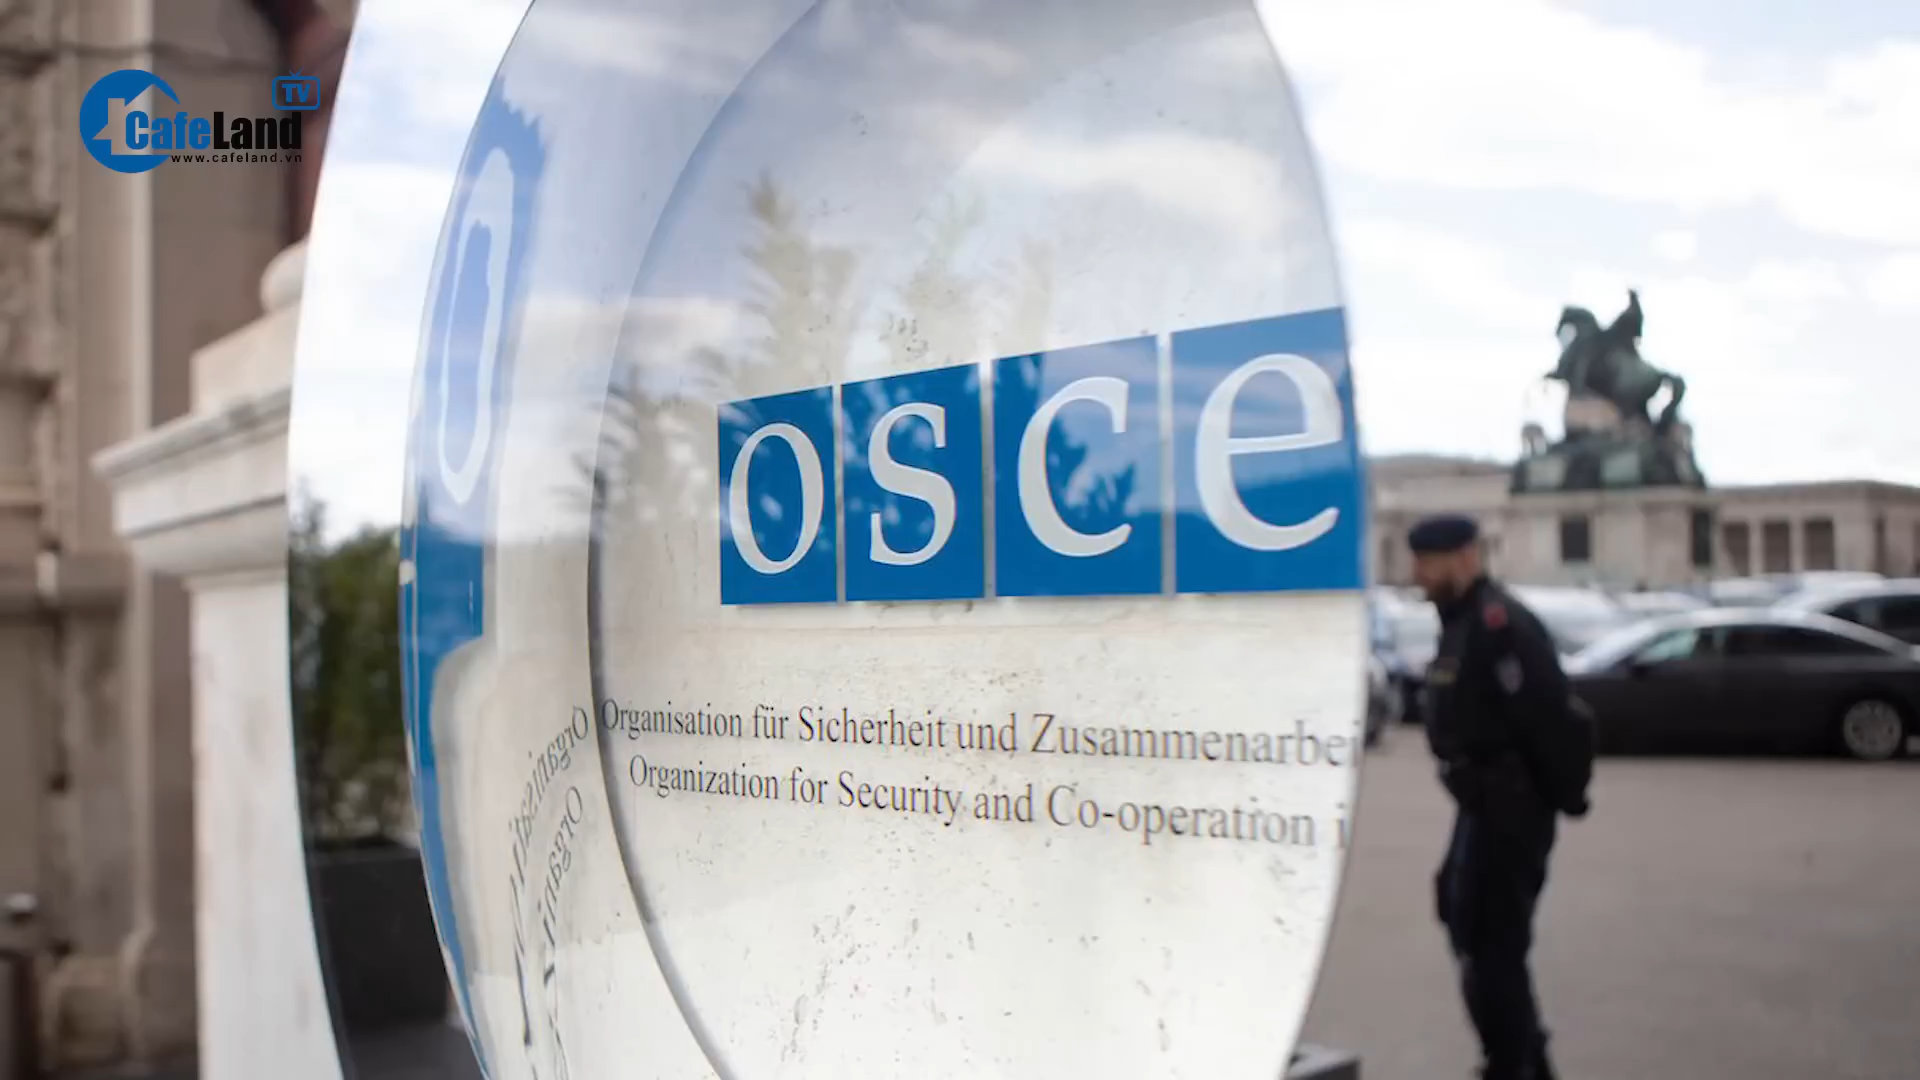 TV
CafeLand
www.cafeland.vn
osce
Organisation für Sicherheit und Zusammenarbei
Organization for Security and Co-operation i